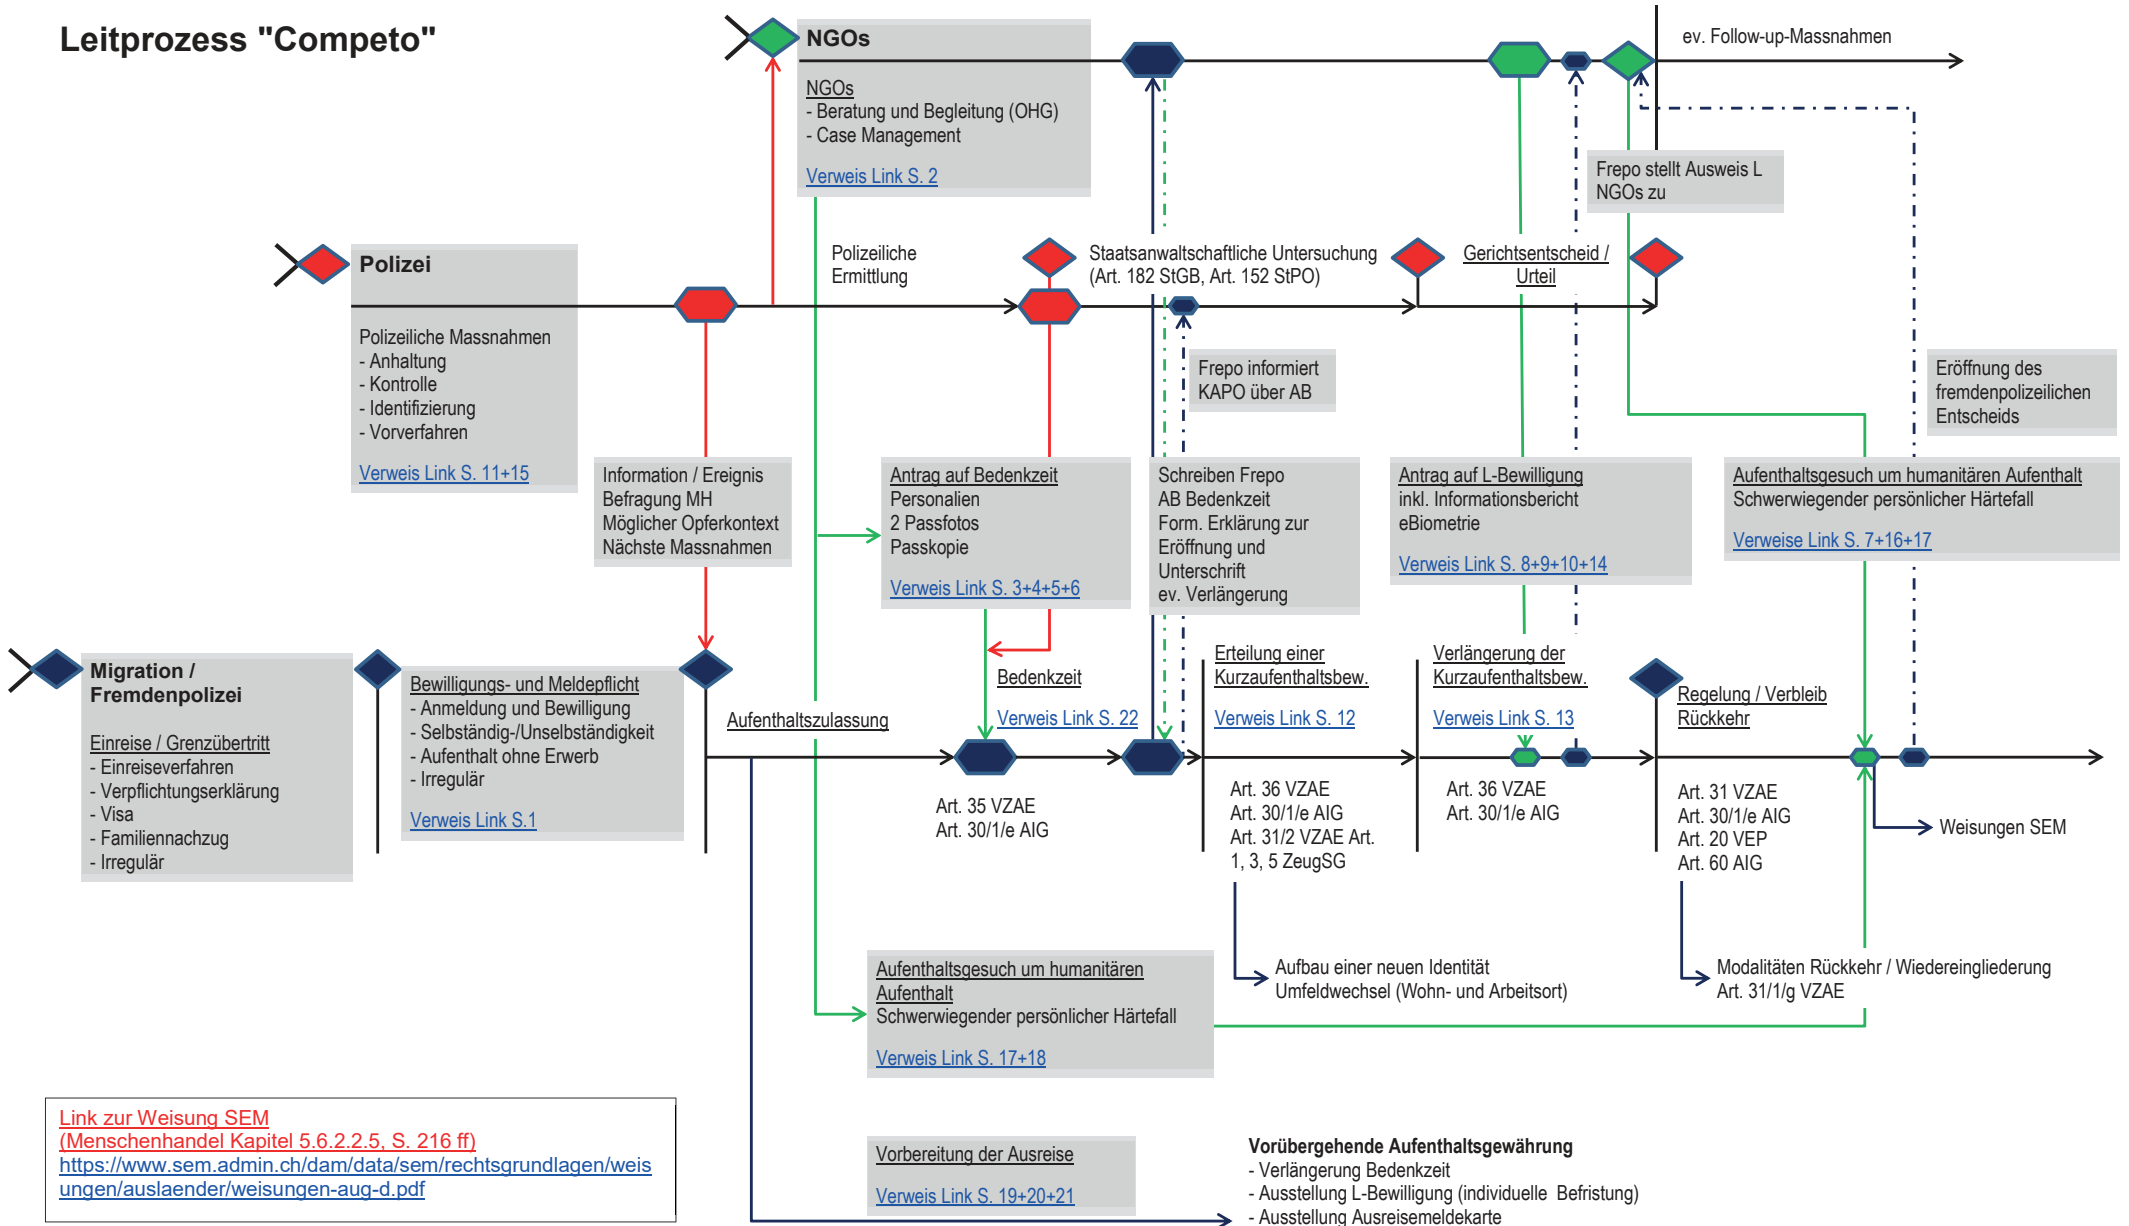 Leitprozess "Competo"
NGOs
NGOs
- Beratung und Begleitung (OHG)
- Case Management
Verweis Link S. 2
ev. Follow-up-Massnahmen
Frepo stellt Ausweis L
NGOs zu
Polizei
Polizeiliche Massnahmen
- Anhaltung
- Kontrolle
- Identifizierung
- Vorverfahren
Verweis Link S. 11+15
Polizeiliche
Ermittlung
Staatsanwaltschaftliche Untersuchung
(Art. 182 StGB, Art. 152 StPO)
Gerichtsentscheid /
Urteil
Frepo informiert
KAPO über AB
Eröffnung des
fremdenpolizeilichen
Entscheids
Information / Ereignis
Befragung MH
Möglicher Opferkontext
Nächste Massnahmen
Antrag auf Bedenkzeit
Personalien
2 Passfotos
Passkopie
Verweis Link S. 3+4+5+6
Schreiben Frepo
AB Bedenkzeit
Form. Erklärung zur
Eröffnung und
Unterschrift
ev. Verlängerung
Antrag auf L-Bewilligung
inkl. Informationsbericht
eBiometrie
Verweis Link S. 8+9+10+14
Aufenthaltsgesuch um humanitären Aufenthalt
Schwerwiegender persönlicher Härtefall
Verweise Link S. 7+16+17
Migration /
Fremdenpolizei
Einreise / Grenzübertritt
- Einreiseverfahren
- Verpflichtungserklärung
- Visa
- Familiennachzug
- Irregulär
Bewilligungs- und Meldepflicht
- Anmeldung und Bewilligung
- Selbständig-/Unselbständigkeit
- Aufenthalt ohne Erwerb
- Irregulär
Verweis Link S.1
Aufenthaltszulassung
Bedenkzeit
Verweis Link S. 22
Art. 35 VZAE
Art. 30/1/e AIG
Erteilung einer
Kurzaufenthaltsbew.
Verweis Link S. 12
Art. 36 VZAE
Art. 30/1/e AIG
Art. 31/2 VZAE Art.
1, 3, 5 ZeugSG
Verlängerung der
Kurzaufenthaltsbew.
Verweis Link S. 13
Art. 36 VZAE
Art. 30/1/e AIG
Regelung / Verbleib
Rückkehr
Art. 31 VZAE
Art. 30/1/e AIG
Art. 20 VEP
Art. 60 AIG
Weisungen SEM
Aufenthaltsgesuch um humanitären
Aufenthalt
Schwerwiegender persönlicher Härtefall
Verweis Link S. 17+18
Aufbau einer neuen Identität
Umfeldwechsel (Wohn- und Arbeitsort)
Modalitäten Rückkehr / Wiedereingliederung
Art. 31/1/g VZAE
Link zur Weisung SEM
(Menschenhandel Kapitel 5.6.2.2.5, S. 216 ff)
https://www.sem.admin.ch/dam/data/sem/rechtsgrundlagen/weis
ungen/auslaender/weisungen-aug-d.pdf
Vorbereitung der Ausreise
Verweis Link S. 19+20+21
Vorübergehende Aufenthaltsgewährung
- Verlängerung Bedenkzeit
- Ausstellung L-Bewilligung (individuelle Befristung)
- Ausstellung Ausreisemeldekarte